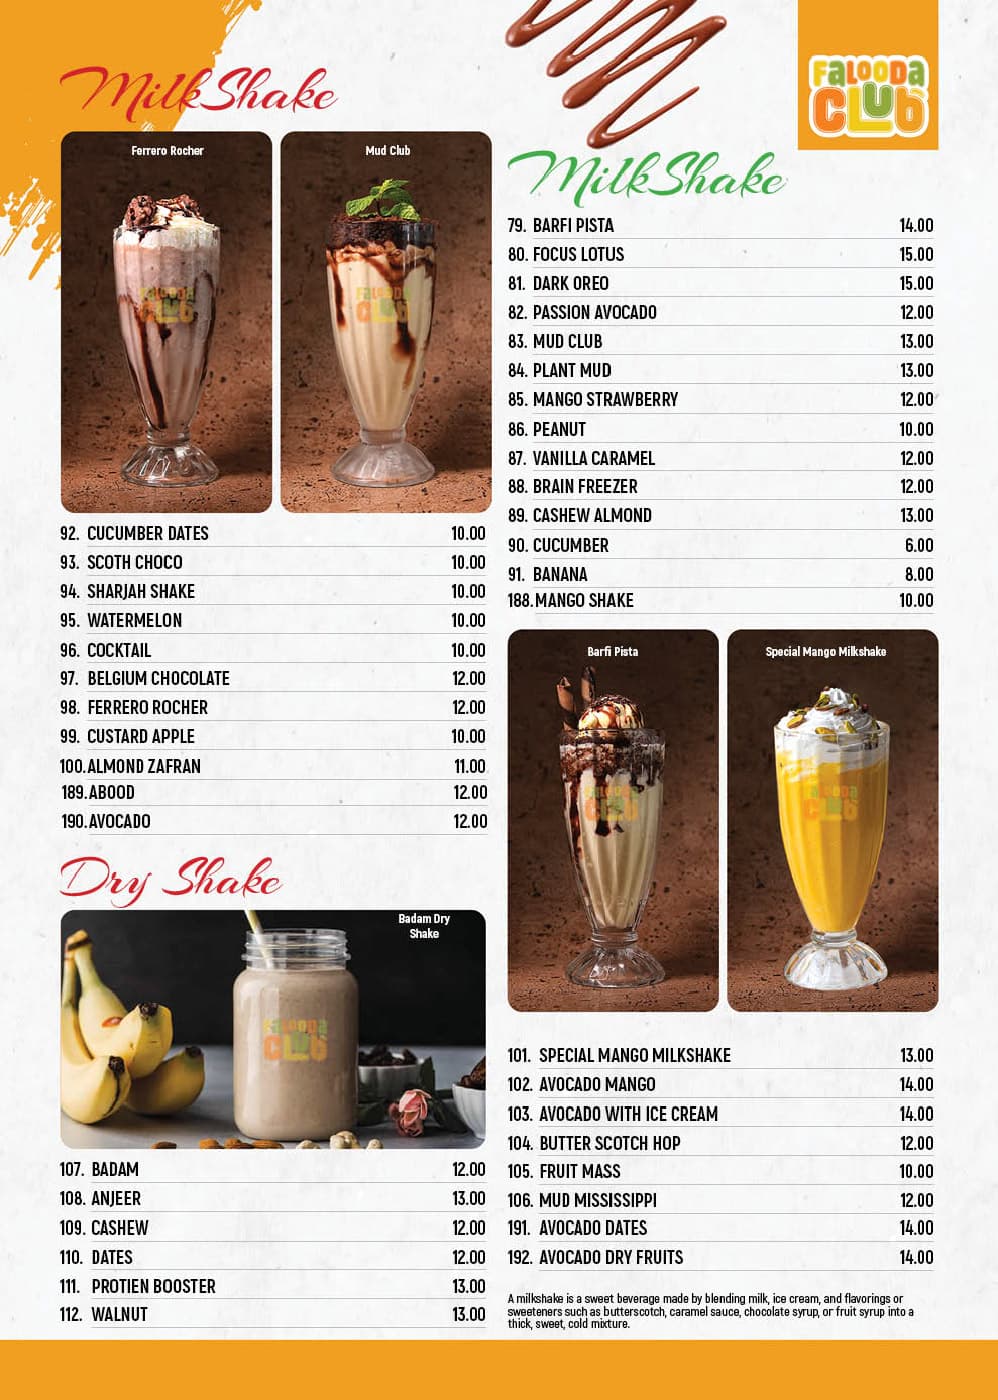 MilkShake
Ferrero Rocher
FALOODA
CLUB
Mud Club
FALOODA
CLUB
92. CUCUMBER DATES 10.00
93. SCOTH CHOCO 10.00
94. SHARJAH SHAKE 10.00
95. WATERMELON 10.00
96. COCKTAIL 10.00
97. BELGIUM CHOCOLATE 12.00
98. FERRERO ROCHER 12.00
99. CUSTARD APPLE 10.00
100. ALMOND ZAFRAN 11.00
189. ABOOD 12.00
190. AVOCADO 12.00
Dry Shake
Badam Dry
Shake
FALOODA
CLUB
107. BADAM 12.00
108. ANJEER 13.00
109. CASHEW 12.00
110. DATES 12.00
111. PROTIEN BOOSTER 13.00
112. WALNUT 13.00
FALOODA
CLUB
MilkShake
79. BARFI PISTA 14.00
80. FOCUS LOTUS 15.00
81. DARK OREO 15.00
82. PASSION AVOCADO 12.00
83. MUD CLUB 13.00
84. PLANT MUD 13.00
85. MANGO STRAWBERRY 12.00
86. PEANUT 10.00
87. VANILLA CARAMEL 12.00
88. BRAIN FREEZER 12.00
89. CASHEW ALMOND 13.00
90. CUCUMBER 6.00
91. BANANA 8.00
188. MANGO SHAKE 10.00
Barfi Pista
FALOODA
CLUB
Special Mango Milkshake
FALOODA
CLUB
101. SPECIAL MANGO MILKSHAKE 13.00
102. AVOCADO MANGO 14.00
103. AVOCADO WITH ICE CREAM 14.00
104. BUTTER SCOTCH HOP 12.00
105. FRUIT MASS 10.00
106. MUD MISSISSIPPI 12.00
191. AVOCADO DATES 14.00
192. AVOCADO DRY FRUITS 14.00
A milkshake is a sweet beverage made by blending milk, ice cream, and flavorings or
sweeteners such as butterscotch, caramel sauce, chocolate syrup, or fruit syrup into a
thick, sweet, cold mixture.